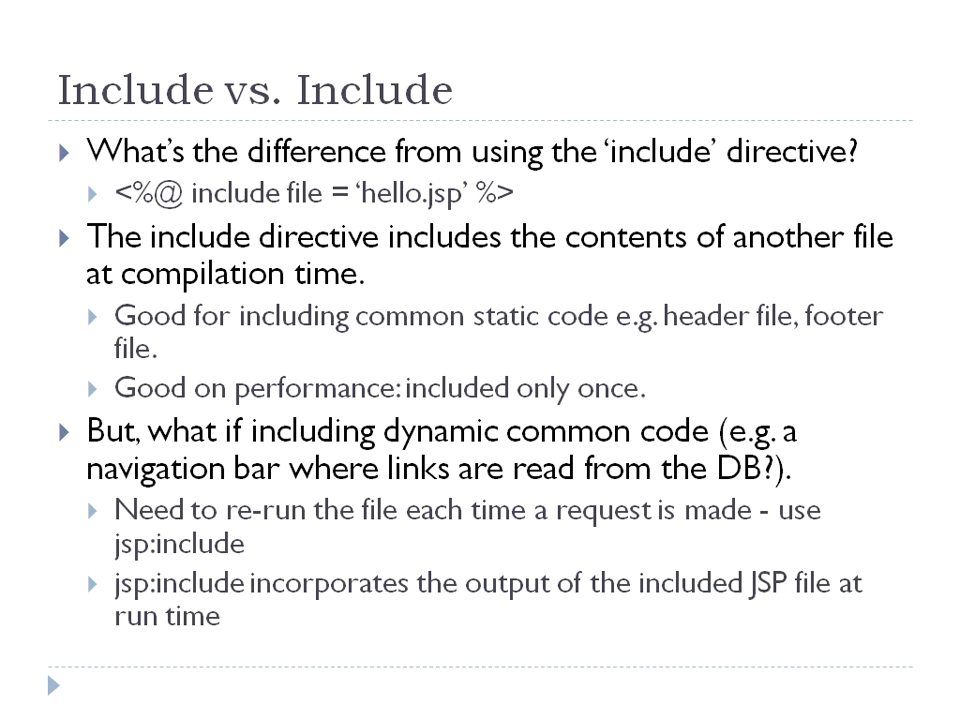 Include vs. Include
What’s the difference from using the ‘include’ directive?
<%@ include file = ‘hello.jsp’ %>
The include directive includes the contents of another file
at compilation time.
Good for including common static code e.g. header file, footer
file.
Good on performance: included only once.
But, what if including dynamic common code (e.g. a
navigation bar where links are read from the DB?).
Need to re-run the file each time a request is made - use
jsp:include
jsp:include incorporates the output of the included JSP file at
run time